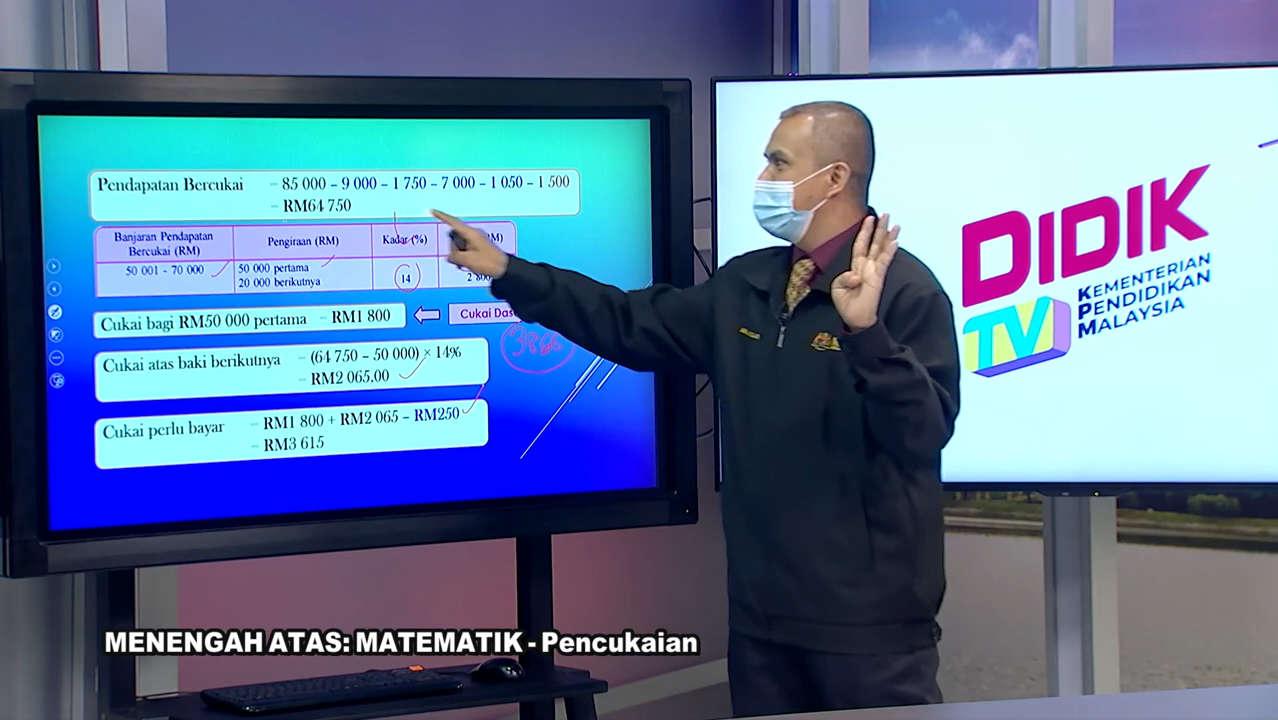 Pendapatan Bercukai = 85 000 – 9 000 – 1 750 – 7 000 – 1 050 – 1 500
= RM64 750
Banjaran Pendapatan Bercukai (RM) Pengiraan (RM) Kadar (%)
50 001 - 70 000 50 000 pertama
20 000 berikutnya 14
Cukai bagi RM50 000 pertama = RM1 800
Cukai
Cukai atas baki berikutnya = (64 750 – 50 000) × 14%
= RM2 065.00
Cukai perlu bayar = RM1 800 + RM2 065 – RM250
= RM3 615
DIDIK
TV
KEMENTERIAN
PENDIDIKAN
MALAYSIA
MENENGAH ATAS: MATEMATIK - Pencukaian